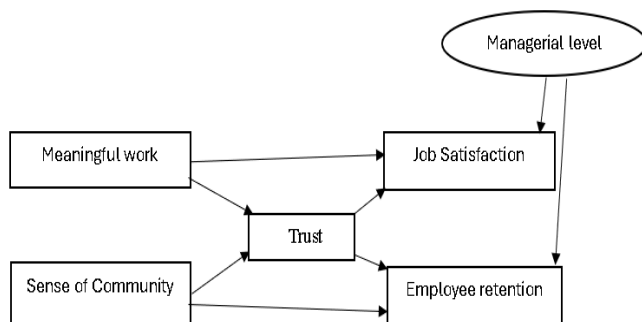 Managerial level
Meaningful work
Job Satisfaction
Trust
Sense of Community
Employee retention